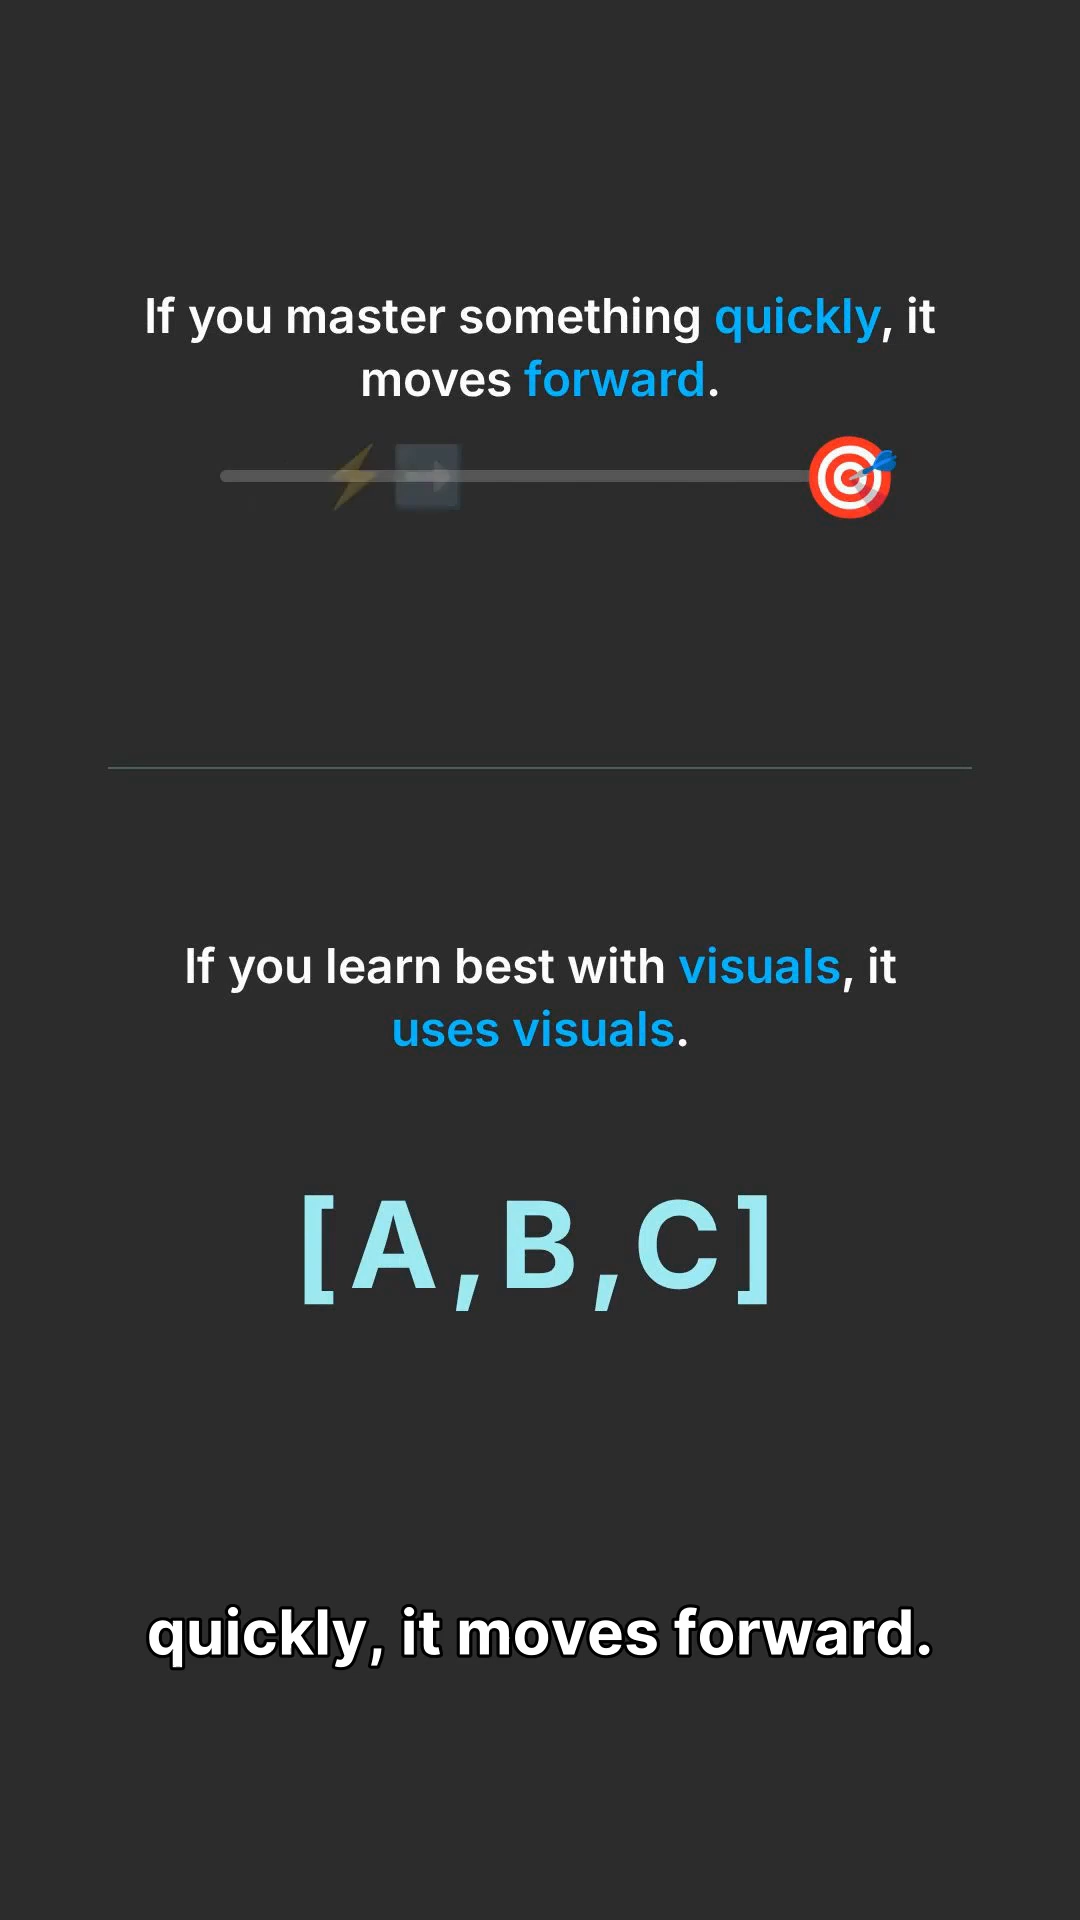 If you master something quickly, it
moves forward.
If you learn best with visuals, it
uses visuals.
[A,B,C]
quickly, it moves forward.